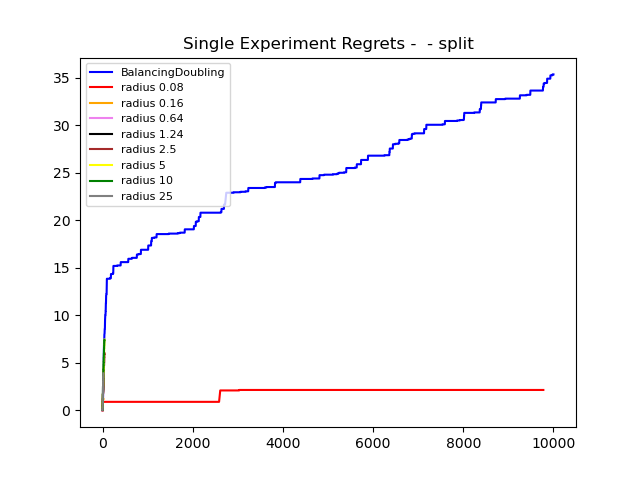 Single Experiment Regrets -  - split
35
30
25
20
15
10
5
0
BalancingDoubling
radius 0.08
radius 0.16
radius 0.64
radius 1.24
radius 2.5
radius 5
radius 10
radius 25
0 2000 4000 6000 8000 10000